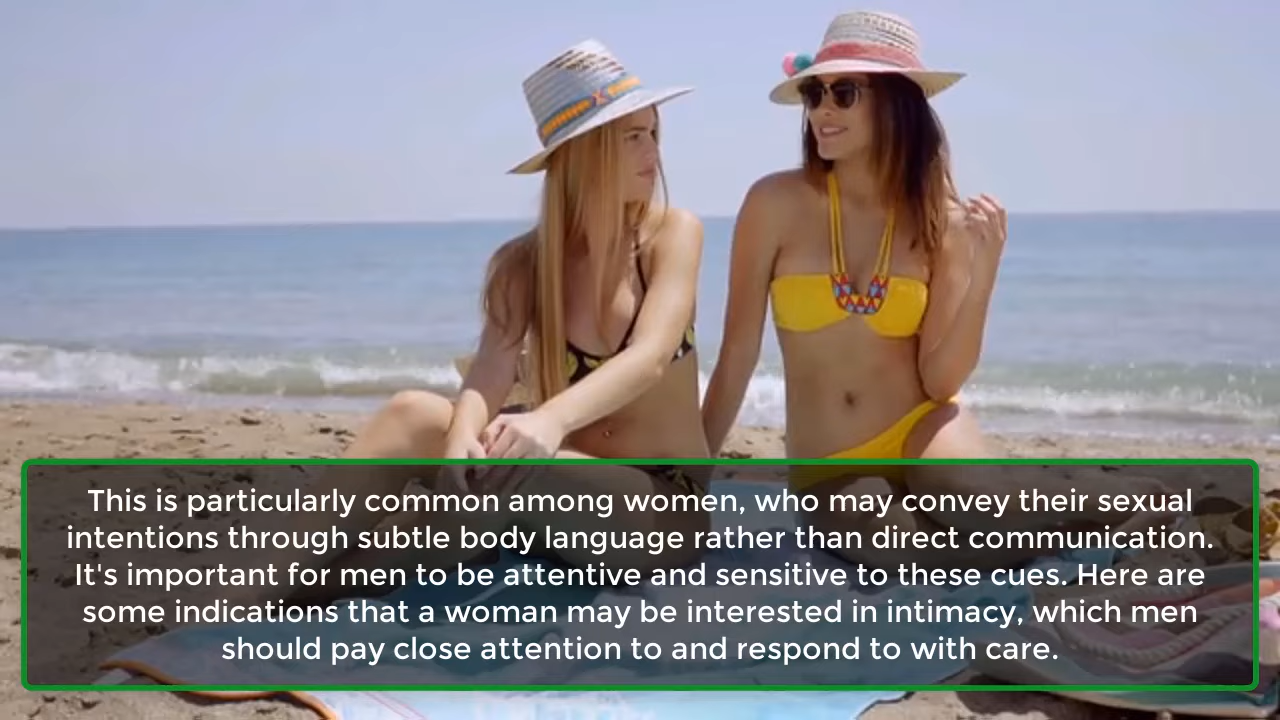 This is particularly common among women, who may convey their sexual
intentions through subtle body language rather than direct communication.
It's important for men to be attentive and sensitive to these cues. Here are
some indications that a woman may be interested in intimacy, which men
should pay close attention to and respond to with care.